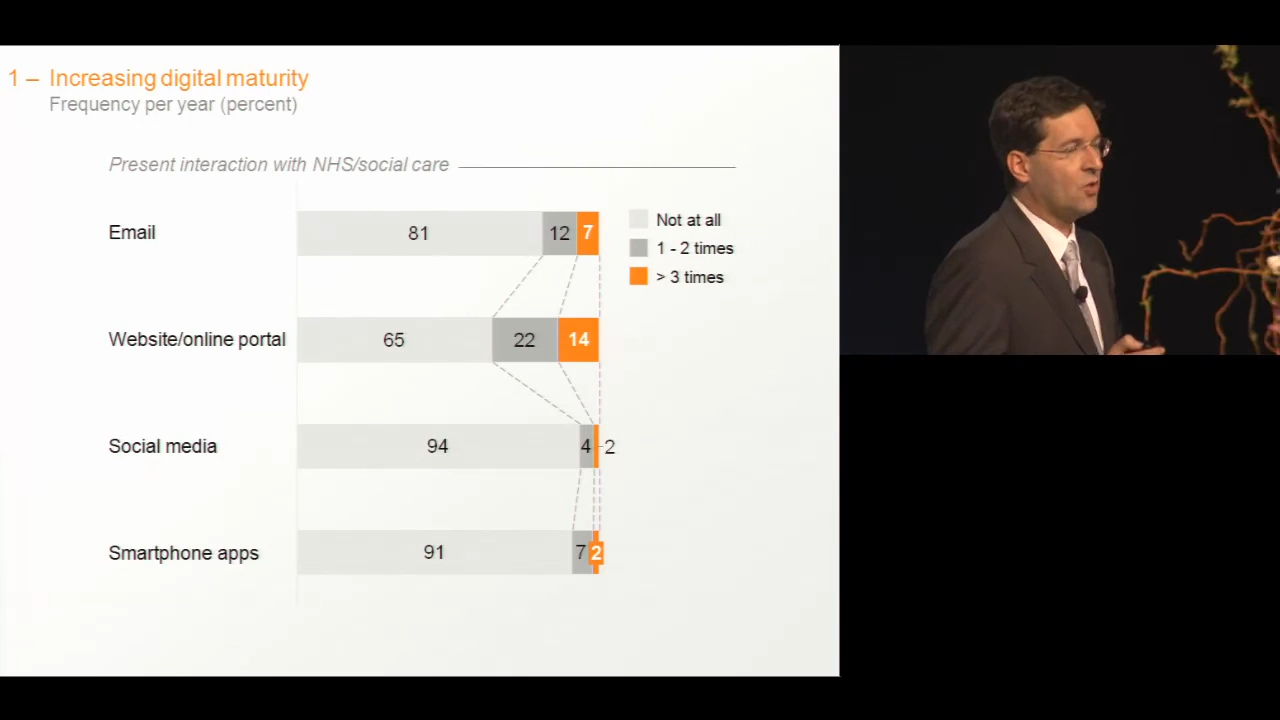 1 – Increasing digital maturity
Frequency per year (percent)
Present interaction with NHS/social care
Email 81 12 7
Not at all
1 - 2 times
> 3 times
Website/online portal 65 22 14
Social media 94 4 2
Smartphone apps 91 7 2